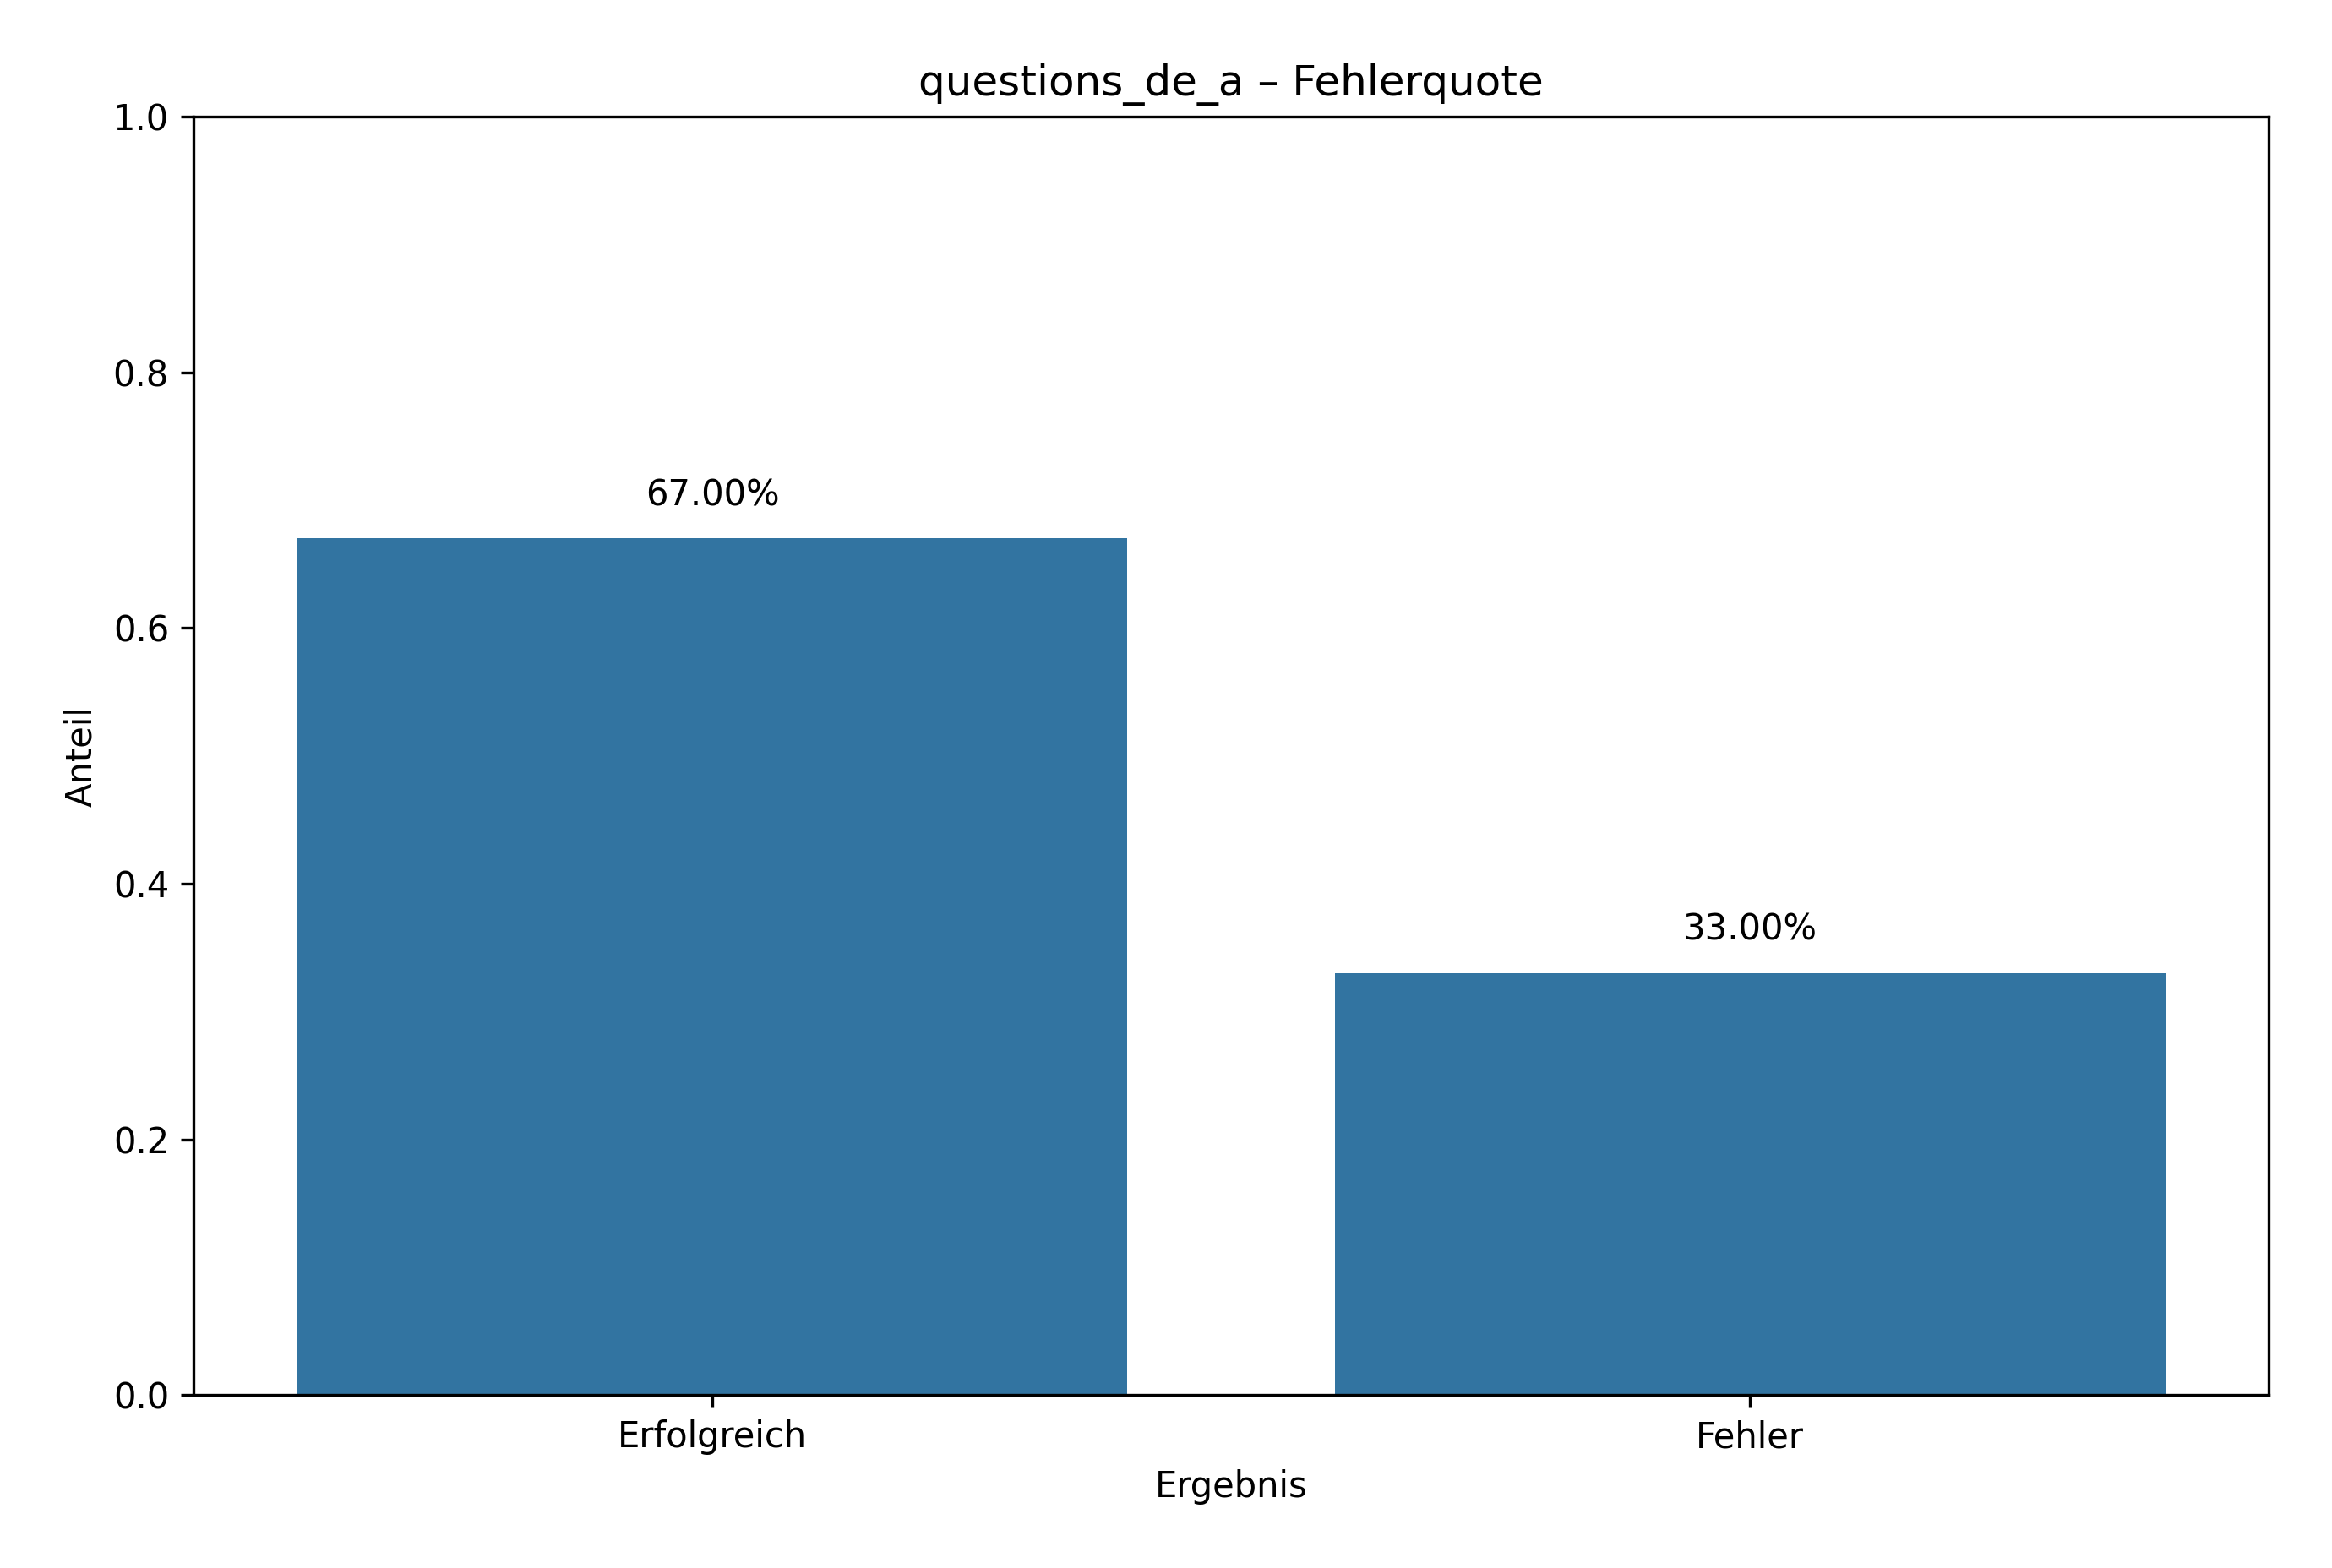 questions_de_a – Fehlerquote
1.0
0.8
0.6
0.4
0.2
0.0
Anteil
67.00%
33.00%
Erfolgreich
Fehler
Ergebnis